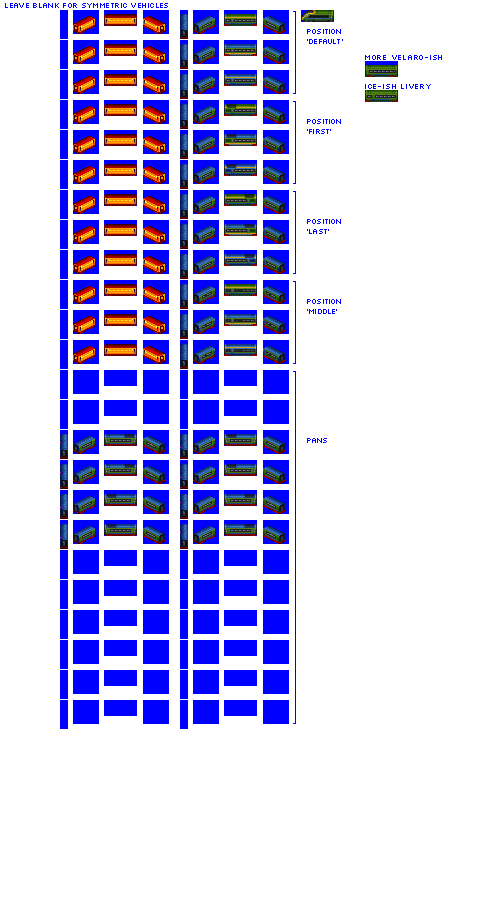 LEAVE BLANK FOR SYMMETRIC VEHICLES
POSITION
'DEFAULT'
MORE VELARO-ISH
ICE-ISH LIVERY
POSITION
'FIRST'
POSITION
'LAST'
POSITION
'MIDDLE'
PANS